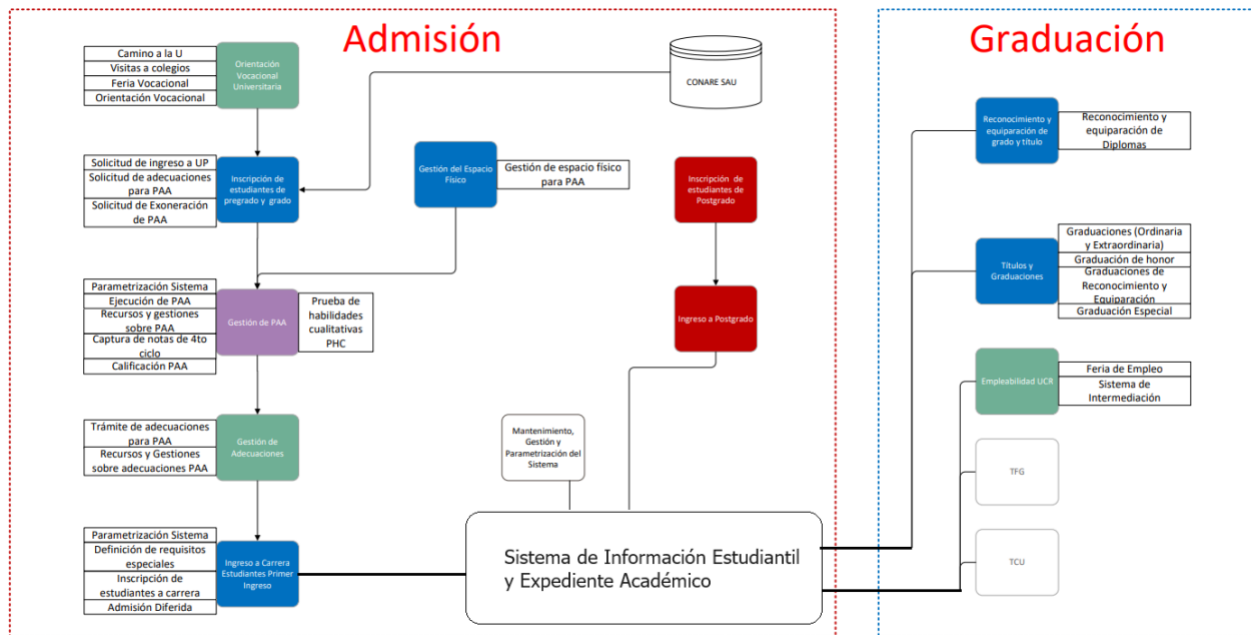 Admisión
Camino a la U
Visitas a colegios
Feria Vocacional
Orientación Vocacional
Orientación
Vocacional
Universitaria
CONARE SAU
Solicitud de ingreso a UP
Solicitud de adecuaciones
para PAA
Solicitud de Exoneración
de PAA
Inscripción de
estudiantes de
pregrado y grado
Gestión del Espacio
Físico
Gestión de espacio físico
para PAA
Inscripción de
estudiantes de
Postgrado
Parametrización Sistema
Ejecución de PAA
Recursos y gestiones
sobre PAA
Captura de notas de 4to
ciclo
Calificación PAA
Gestión de PAA
Prueba de
habilidades
cualitativas
PHC
Ingreso a Postgrado
Trámite de adecuaciones
para PAA
Recursos y Gestiones
sobre adecuaciones PAA
Gestión de
Adecuaciones
Mantenimiento,
Gestión y
Parametrización del
Sistema
Parametrización Sistema
Definición de requisitos
especiales
Inscripción de
estudiantes a carrera
Admisión Diferida
Ingreso a Carrera
Estudiantes Primer
Ingreso
Sistema de Información Estudiantil
y Expediente Académico
Graduación
Reconocimiento y
equiparación de
grado y título
Reconocimiento y
equiparación de
Diplomas
Títulos y
Graduaciones
Graduaciones (Ordinaria
y Extraordinaria)
Graduación de honor
Graduaciones de
Reconocimiento y
Equiparación
Graduación Especial
Empleabilidad UCR
Feria de Empleo
Sistema de
Intermediación
TFG
TCU